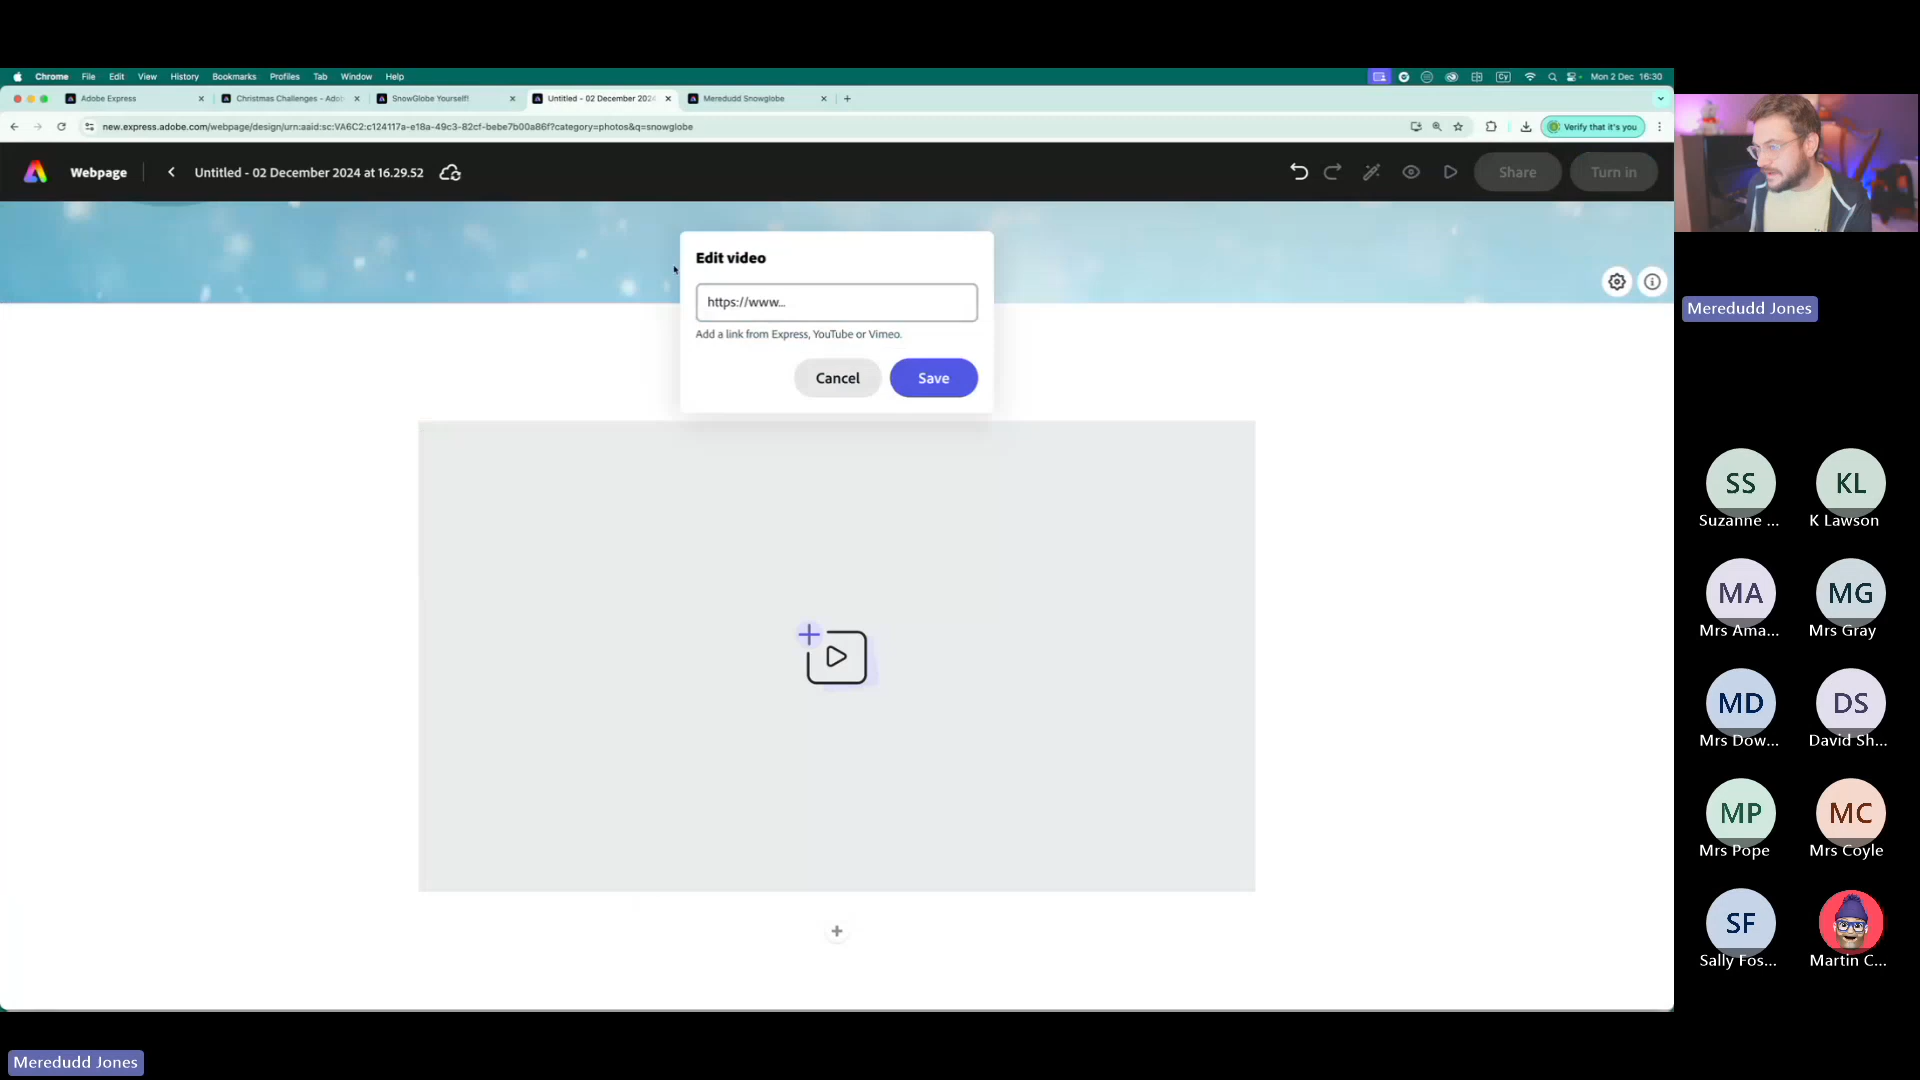 Chrome File Edit View History Bookmarks Profiles Tab Window Help
Cy Mon 2 Dec 16:30
Adobe Express
Christmas Challenges - Adob
SnowGlobe Yourself!
Untitled - 02 December 2024
Meredudd Snowglobe
new.express.adobe.com/webpage/design/urn:aaid:sc:VA6C2:c124117a-e18a-49c3-82cf-bebe7b00a86f?category=photos&q=snowglobe
Verify that it's you
Webpage
Untitled - 02 December 2024 at 16.29.52
Share
Turn in
Edit video
https://www...
Add a link from Express, YouTube or Vimeo.
Cancel
Save
Meredudd Jones
SS
KL
Suzanne ...
K Lawson
MA
MG
Mrs Ama...
Mrs Gray
MD
DS
Mrs Dow...
David Sh...
MP
MC
Mrs Pope
Mrs Coyle
SF
Sally Fos...
Martin C...
Meredudd Jones